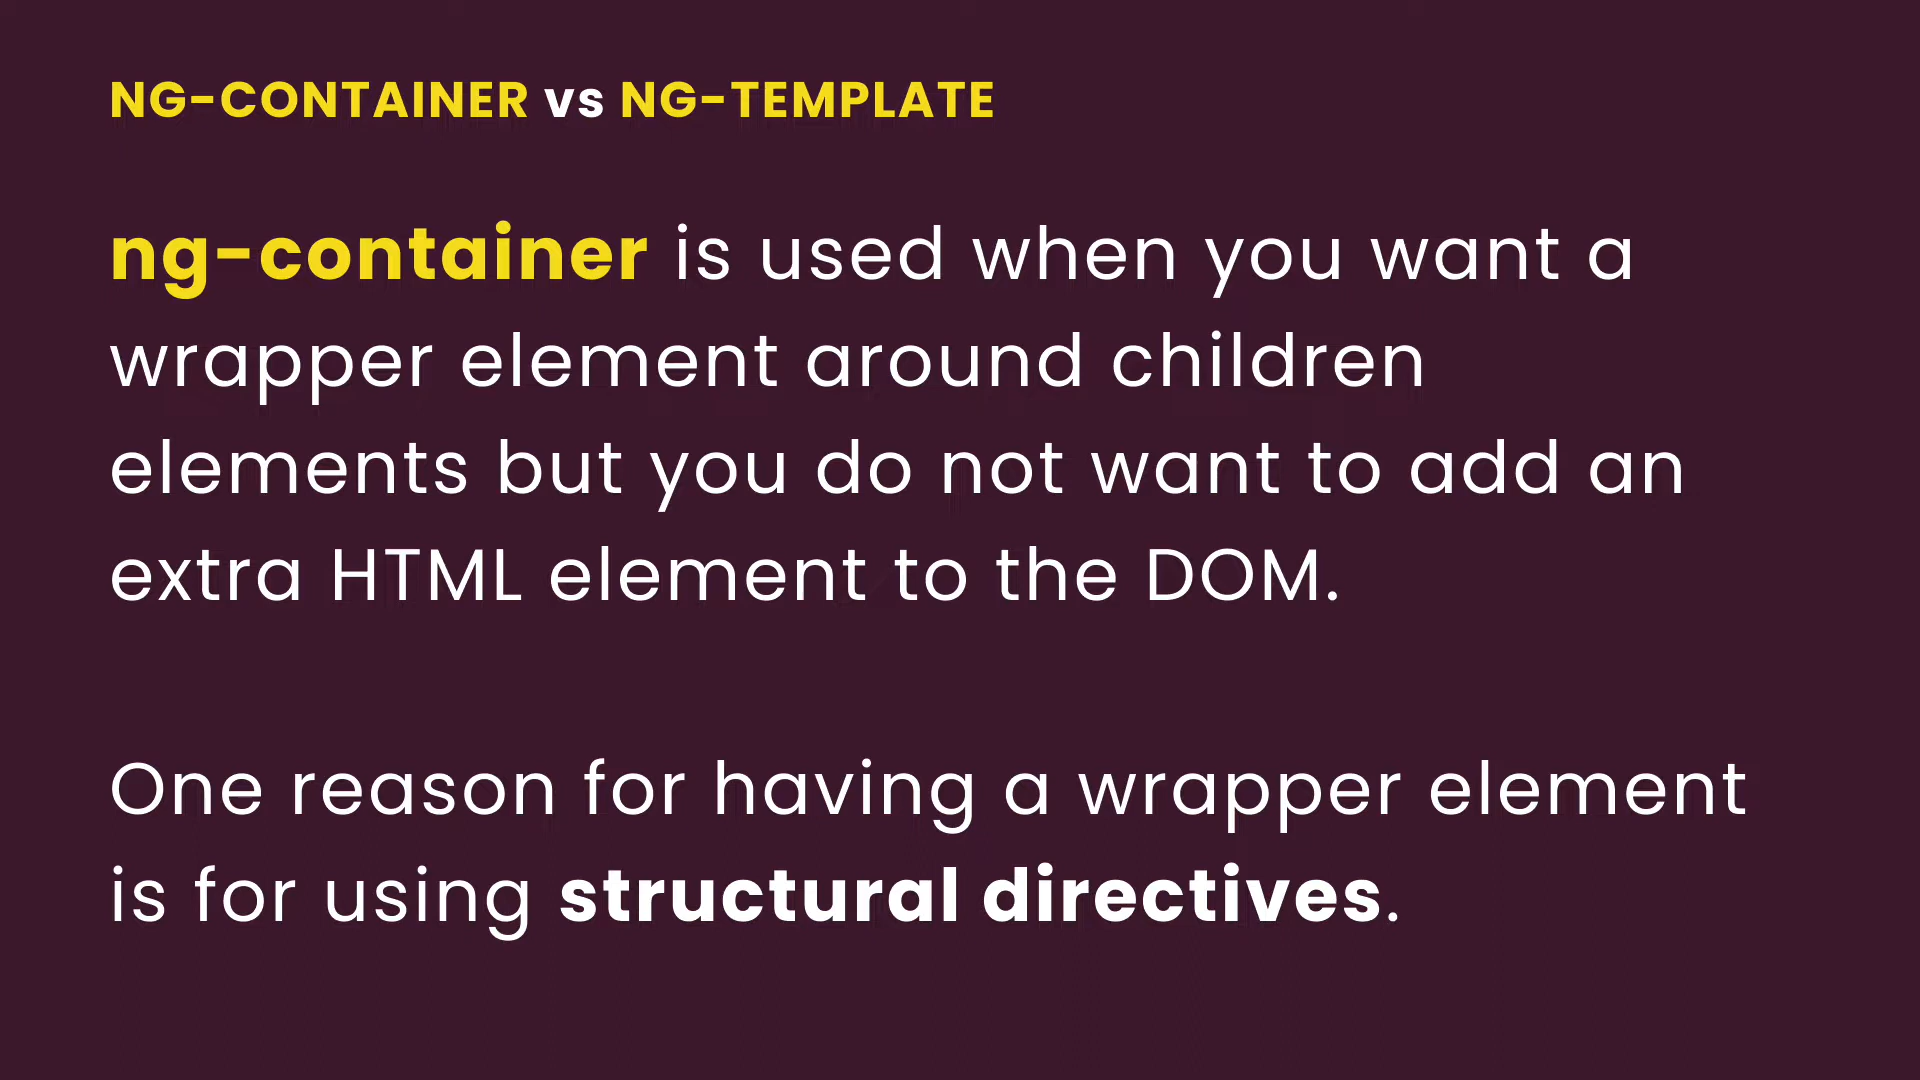 NG-CONTAINER vs NG-TEMPLATE
ng-container is used when you want a
wrapper element around children
elements but you do not want to add an
extra HTML element to the DOM.
One reason for having a wrapper element
is for using structural directives.